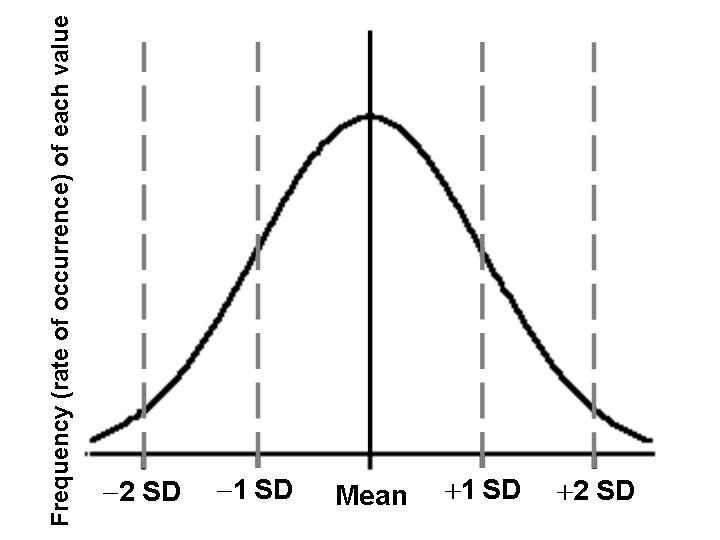 Frequency (rate of occurrence) of each value
−2 SD
−1 SD
Mean
+1 SD
+2 SD